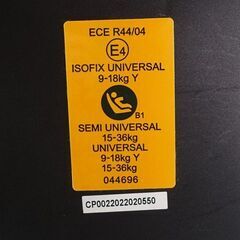 ECE R44/04
E4
ISOFIX UNIVERSAL
9-18kg Y
B1
SEMI UNIVERSAL
15-36kg
UNIVERSAL
9-18kg Y
15-36kg
044696
CP0022022020550